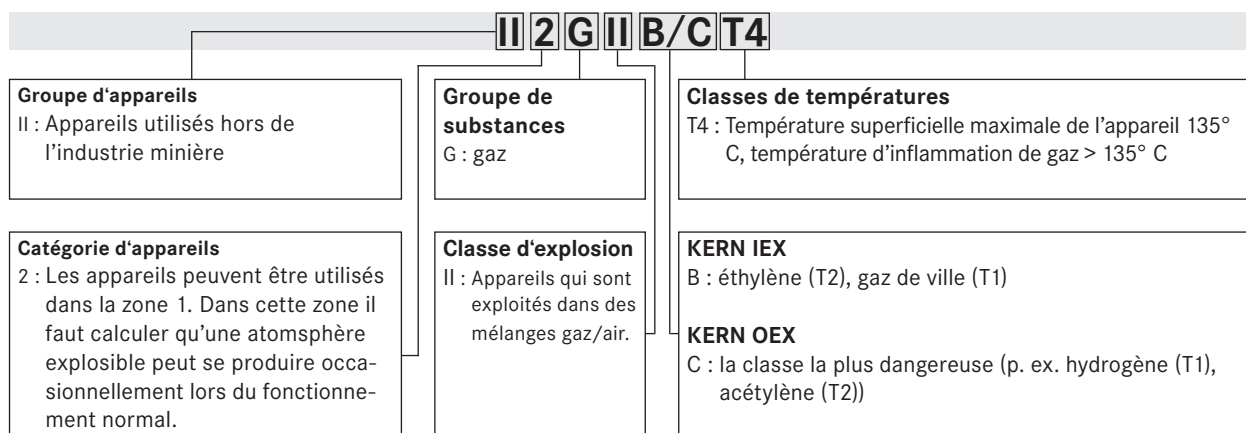 II 2 G II B/C T4
Groupe d'appareils
II : Appareils utilisés hors de
l'industrie minière
Groupe de
substances
G : gaz
Classes de températures
T4 : Température superficielle maximale de l'appareil 135°
C, température d'inflammation de gaz > 135° C
Catégorie d'appareils
2 : Les appareils peuvent être utilisés
dans la zone 1. Dans cette zone il
faut calculer qu'une atomsphère
explosible peut se produire occa-
sionnellement lors du fonctionne-
ment normal.
Classe d'explosion
II : Appareils qui sont
exploités dans des
mélanges gaz/air.
KERN IEX
B : éthylène (T2), gaz de ville (T1)
KERN OEX
C : la classe la plus dangereuse (p. ex. hydrogène (T1),
acétylène (T2))